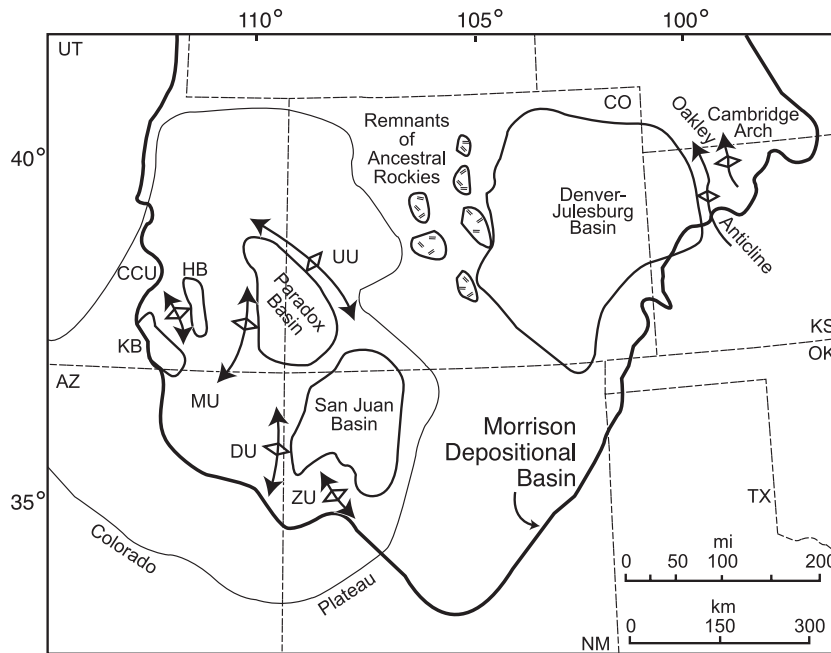 110°
105°
100°
UT
CO
Remnants
of
Ancestral
Rockies
Oakley
Cambridge
Arch
40°
Denver-
Julesburg
Basin
Anticline
UU
CCU
HB
Paradox
Basin
KB
KS
OK
AZ
MU
San Juan
Basin
Morrison
Depositional
Basin
DU
ZU
35°
TX
Colorado
Plateau
mi
0 50 100 200
km
0 150 300
NM